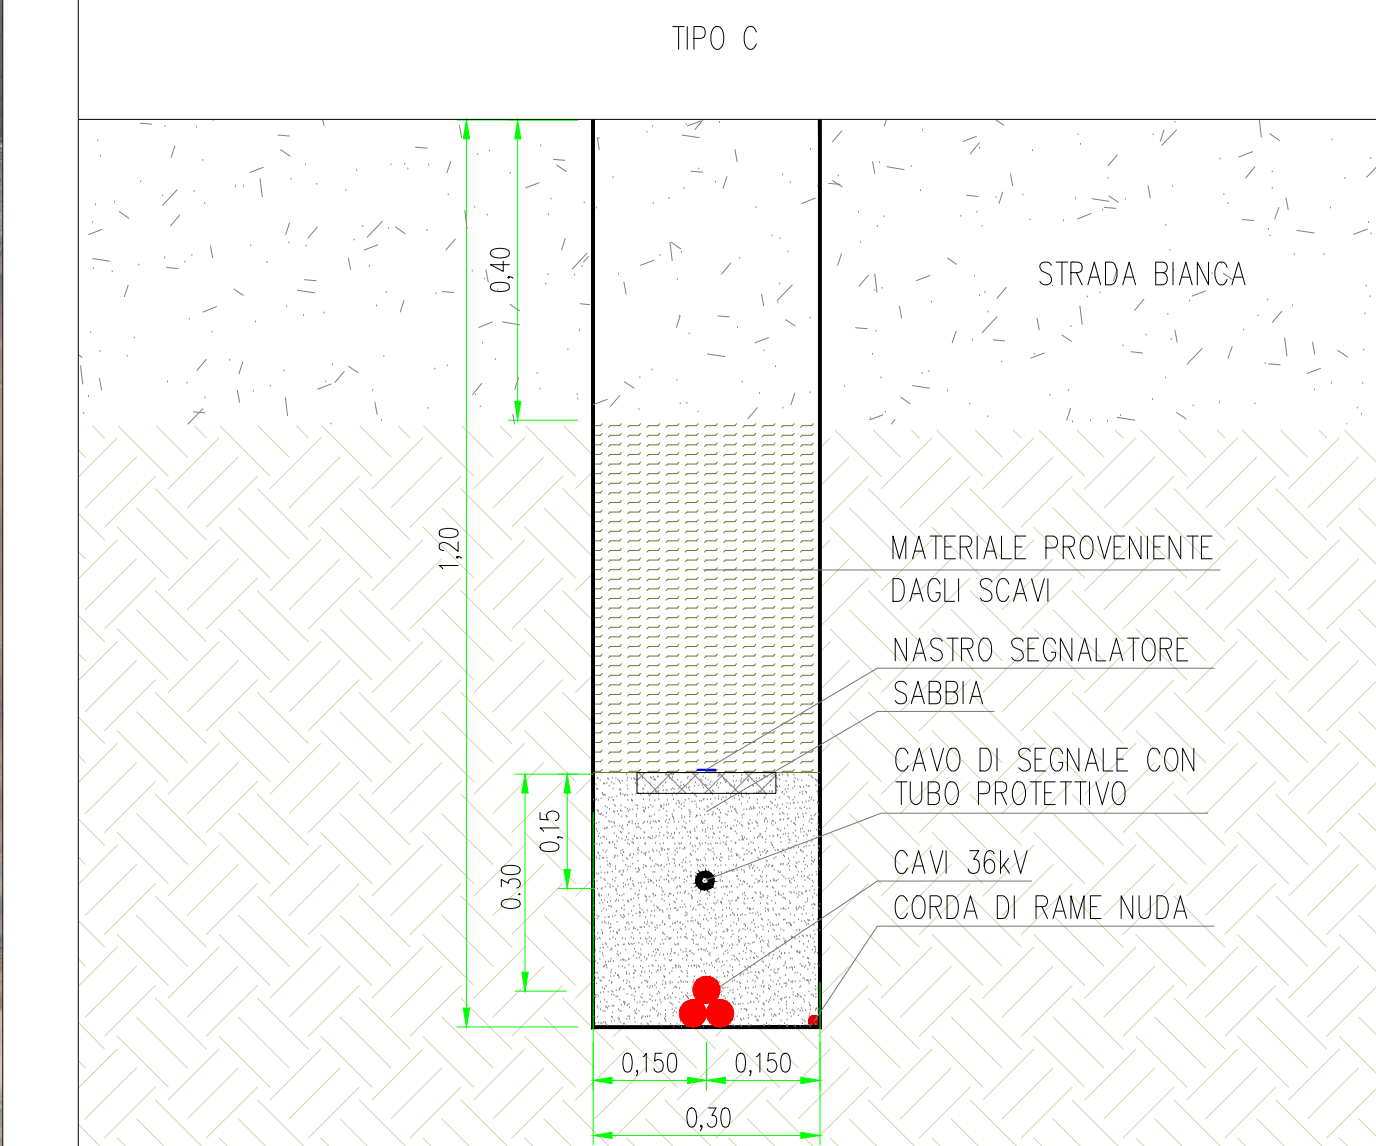 TIPO C
0,40
STRADA BIANCA
1,20
MATERIALE PROVENIENTE
DAGLI SCAVI
NASTRO SEGNALATORE
SABBIA
CAVO DI SEGNALE CON
TUBO PROTETTIVO
0,15
0.30
CAVI 36kV
CORDA DI RAME NUDA
0,150
0,150
0,30